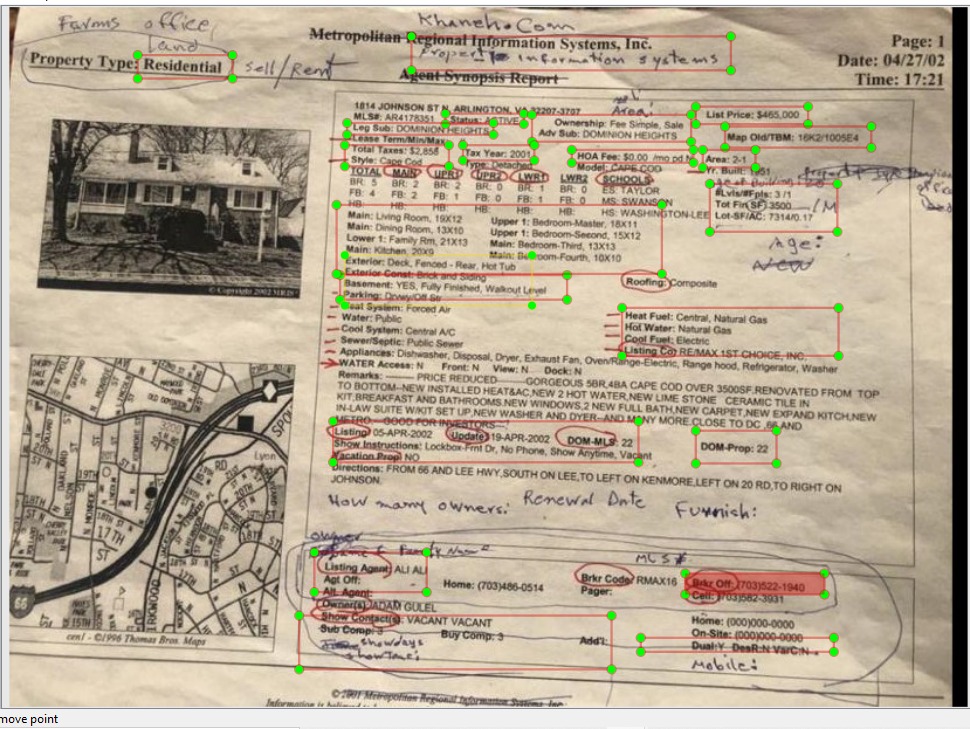 Farms office, Khaneh.Com
land
Metropolitan Regional Information Systems, Inc. Page: 1
Property Type: Residential sell/Rent Property Information systems Date: 04/27/02
Agent Synopsis Report Time: 17:21
1814 JOHNSON ST N, ARLINGTON, VA 22207-3707 Area: List Price: $465,000
MLS#: AR4178351 Status: ACTIVE Ownership: Fee Simple, Sale
Leg Sub: DOMINION HEIGHTS Adv Sub: DOMINION HEIGHTS Map Old/TBM: 16K2/1005E4
Lease Term/Min/Max
Total Taxes: $2,858 Tax Year: 2001 HOA Fee: $0.00 /mo pd Area: 2-1
Style: Cape Cod Type: Detached Model: CAPE COD Yr. Built: 1951
TOTAL MAIN UPR1 UPR2 LWR1 LWR2 SCHOOLS
BR: 5 BR: 2 BR: 2 BR: 0 BR: 1 BR: 0 ES: TAYLOR #Lvls/#Fpls: 3 /1
FB: 4 FB: 2 FB: 1 FB: 0 FB: 1 FB: 0 MS: SWANSON Tot Fin SF: 3500 /M
HB: HB: HB: HB: HB: HB: HS: WASHINGTON-LEE Lot-SF/AC: 7314/0.17
Main: Living Room, 19X12 Upper 1: Bedroom-Master, 18X11
Main: Dining Room, 13X10 Upper 1: Bedroom-Second, 15X12
Lower 1: Family Rm, 21X13 Main: Bedroom-Third, 13X13 Age:
Main: Kitchen, 20X9 Main: Bedroom-Fourth, 10X10 New
Exterior: Deck, Fenced - Rear, Hot Tub
Exterior Const: Brick and Siding Roofing: Composite
Basement: YES, Fully Finished, Walkout Level
Parking: Drvwy/Off Str
Heat System: Forced Air Heat Fuel: Central, Natural Gas
Water: Public Hot Water: Natural Gas
Cool System: Central A/C Cool Fuel: Electric
Sewer/Septic: Public Sewer Listing Co: RE/MAX 1ST CHOICE, INC.
Appliances: Dishwasher, Disposal, Dryer, Exhaust Fan, Oven/Range-Electric, Range hood, Refrigerator, Washer
WATER Access: N Front: N View: N Dock: N
Remarks: ------- PRICE REDUCED-------GORGEOUS 5BR,4BA CAPE COD OVER 3500SF,RENOVATED FROM TOP
TO BOTTOM--NEW INSTALLED HEAT&AC,NEW 2 HOT WATER,NEW LIME STONE CERAMIC TILE IN
KIT,BREAKFAST AND BATHROOMS.NEW WINDOWS,2 NEW FULL BATH,NEW CARPET,NEW EXPAND KITCH,NEW
IN-LAW SUITE W/KIT SET UP,NEW WASHER AND DYER--AND MANY MORE.CLOSE TO DC ,66 AND
METRO.--GOOD FOR INVESTORS--
Listing: 05-APR-2002 Update: 19-APR-2002 DOM-MLS: 22 DOM-Prop: 22
Show Instructions: Lockbox-Frnt Dr, No Phone, Show Anytime, Vacant
Vacation Prop: NO
Directions: FROM 66 AND LEE HWY,SOUTH ON LEE,TO LEFT ON KENMORE,LEFT ON 20 RD,TO RIGHT ON
JOHNSON.
How many owners: Renewal Date Furnish:
owner
Name & Family Name MLS#
Listing Agent: ALI ALI Brkr Code: RMAX16 Brkr Off: (703)522-1940
Agt Off: Home: (703)486-0514 Pager: Cell: (703)582-3931
Alt. Agent:
Owner(s): ADAM GULEL
Show Contact(s): VACANT VACANT Home: (000)000-0000
Sub Comp: 3 Buy Comp: 3 Add'l: On-Site: (000)000-0000
showdays Dual:Y DesR:N VarC:N
show Time: Mobile:
© Copyright 2002 MRIS
cen1 - ©1996 Thomas Bros. Maps
© 2001 Metropolitan Regional Information Systems, Inc.
Information is believed to
move point